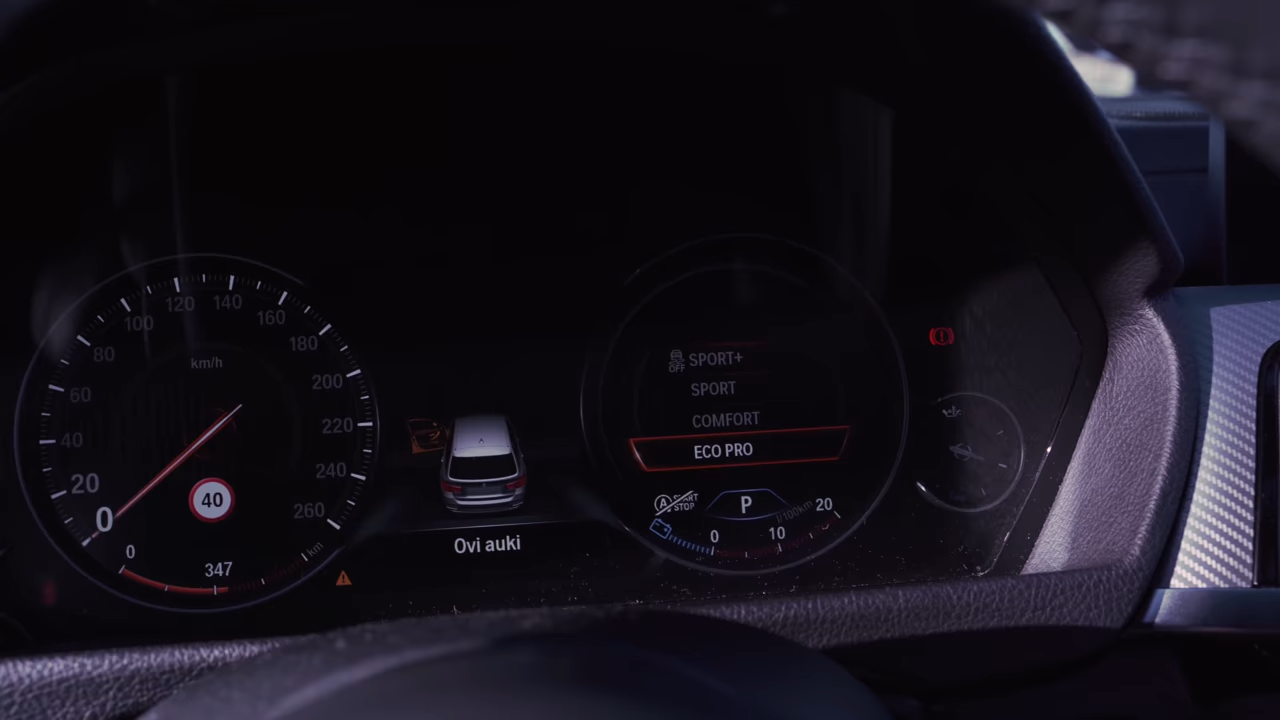 120 140
100 160
80 km/h 180
60 200
40 220
20 240
0 40 260
0 347 km
Ovi auki
OFF SPORT+
SPORT
COMFORT
ECO PRO
A START
STOP
P
0 10 l/100km 20